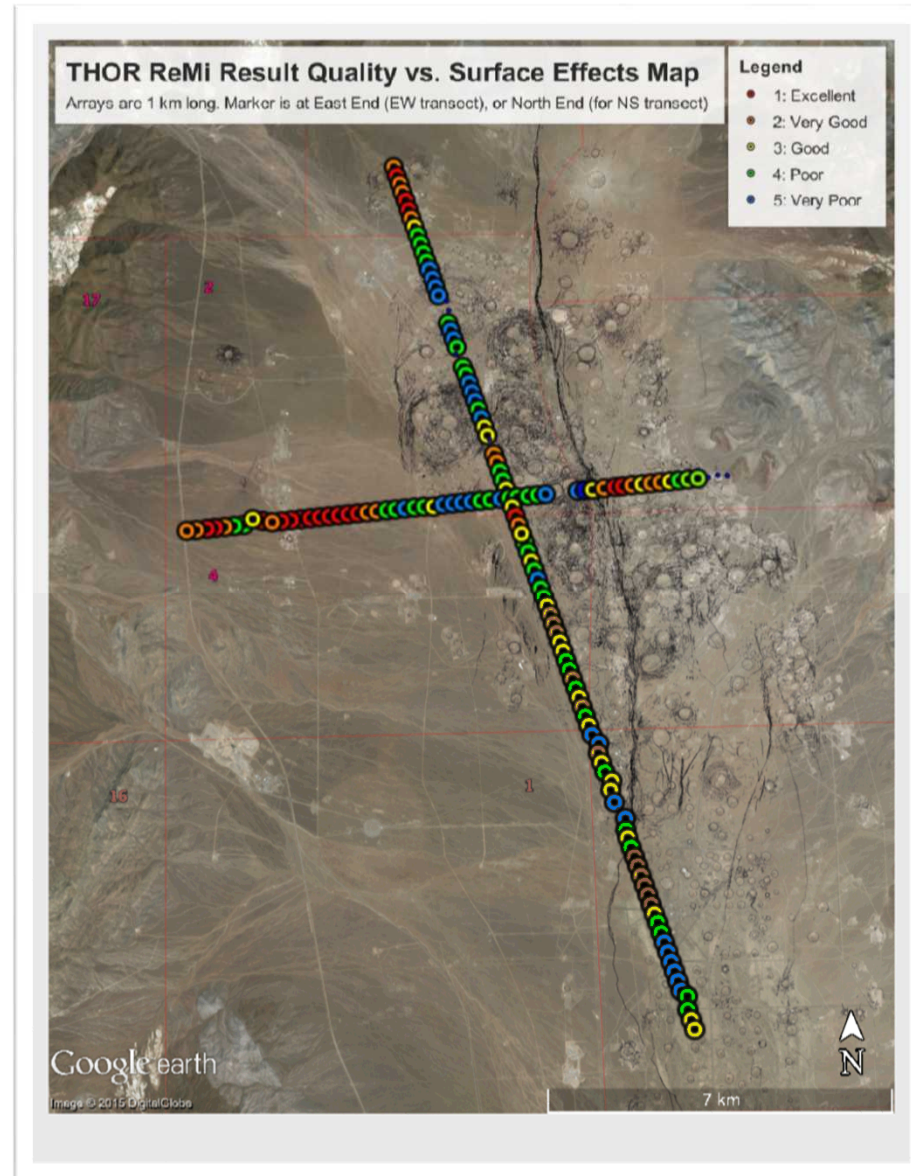 THOR ReMi Result Quality vs. Surface Effects Map
Arrays are 1 km long. Marker is at East End (EW transect), or North End (for NS transect)
Legend
1: Excellent
2: Very Good
3: Good
4: Poor
5: Very Poor
2
17
4
1
16
Google earth
Image © 2015 DigitalGlobe
N
7 km